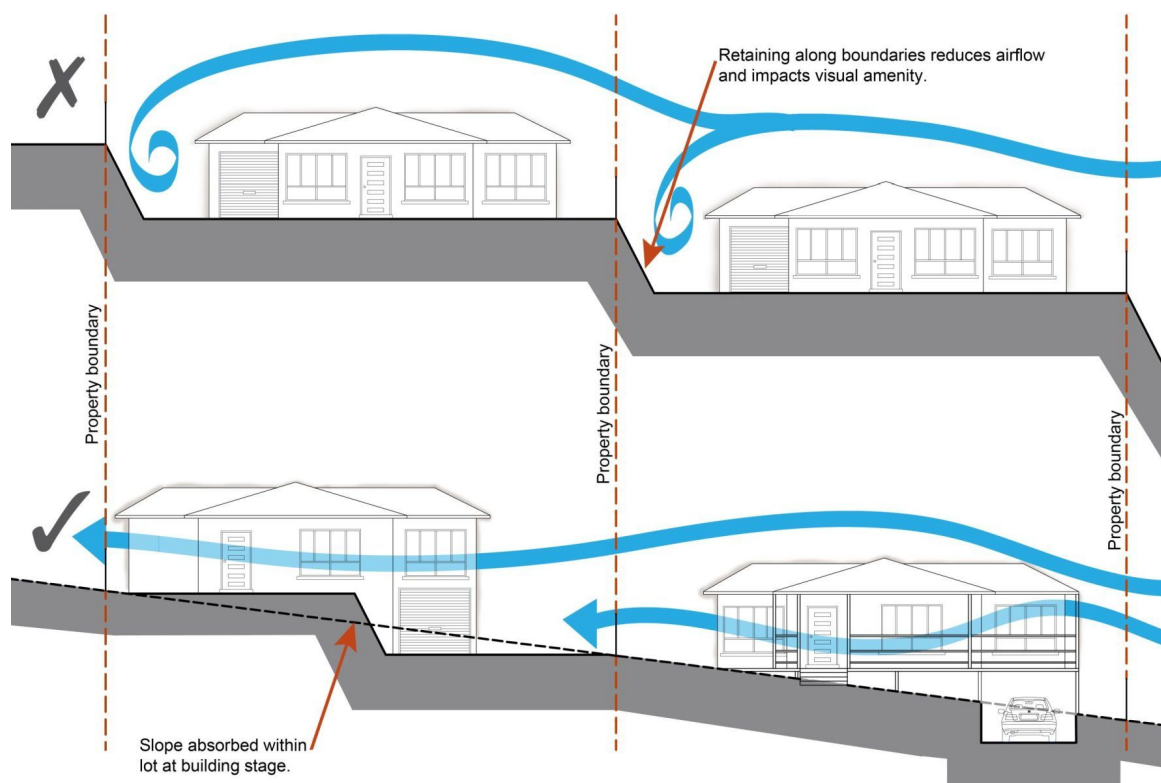 Retaining along boundaries reduces airflow
and impacts visual amenity.
Property boundary
Property boundary
Property boundary
Slope absorbed within
lot at building stage.